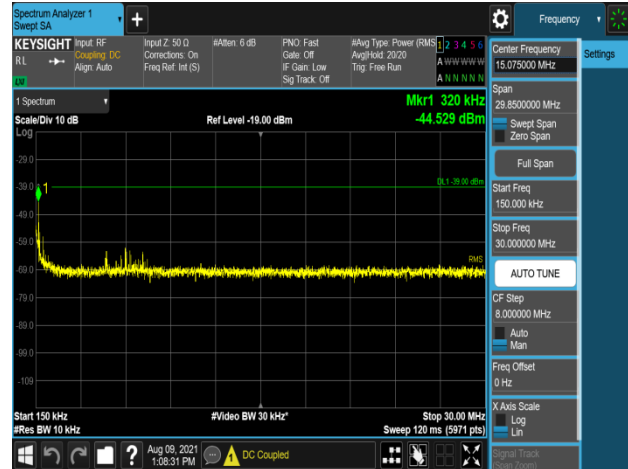 Spectrum Analyzer 1
Swept SA
+
Frequency
KEYSIGHT
Input: RF
Input Z: 50 Ω
#Atten: 6 dB
PNO: Fast
#Avg Type: Power (RMS
1 2 3 4 5 6
R L
Coupling: DC
Corrections: On
Gate: Off
Avg|Hold: 20/20
A W W W W W
Align: Auto
Freq Ref: Int (S)
IF Gain: Low
Trig: Free Run
Sig Track: Off
A N N N N N
Center Frequency
15.075000 MHz
Settings
Span
29.8500000 MHz
Swept Span
Zero Span
Full Span
Start Freq
150.000 kHz
Stop Freq
30.000000 MHz
AUTO TUNE
CF Step
8.000000 MHz
Auto
Man
Freq Offset
0 Hz
X Axis Scale
Log
Lin
Signal Track
(Span Zoom)
1 Spectrum
Scale/Div 10 dB
Ref Level -19.00 dBm
Mkr1 320 kHz
-44.529 dBm
Log
-29.0
-39.0
1
DL1 -39.00 dBm
-49.0
-59.0
RMS
-69.0
-79.0
-89.0
-99.0
-109
Start 150 kHz
#Video BW 30 kHz*
Stop 30.00 MHz
#Res BW 10 kHz
Sweep 120 ms (5971 pts)
?
Aug 09, 2021
1:08:31 PM
DC Coupled